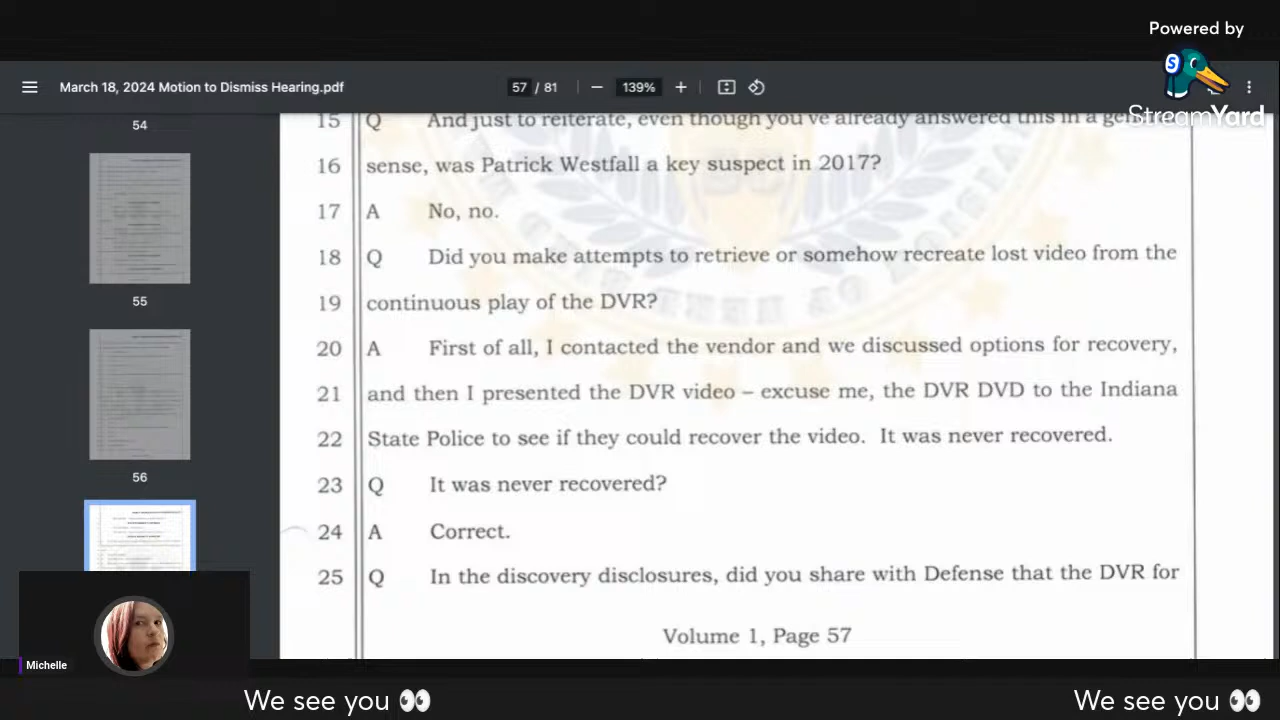 Powered by
StreamYard
March 18, 2024 Motion to Dismiss Hearing.pdf
57 / 81
139%
54
55
56
15 Q And just to reiterate, even though you've already answered this in a
16 sense, was Patrick Westfall a key suspect in 2017?
17 A No, no.
18 Q Did you make attempts to retrieve or somehow recreate lost video from the
19 continuous play of the DVR?
20 A First of all, I contacted the vendor and we discussed options for recovery,
21 and then I presented the DVR video – excuse me, the DVR DVD to the Indiana
22 State Police to see if they could recover the video. It was never recovered.
23 Q It was never recovered?
24 A Correct.
25 Q In the discovery disclosures, did you share with Defense that the DVR for
Volume 1, Page 57
Michelle
We see you 👀
We see you 👀